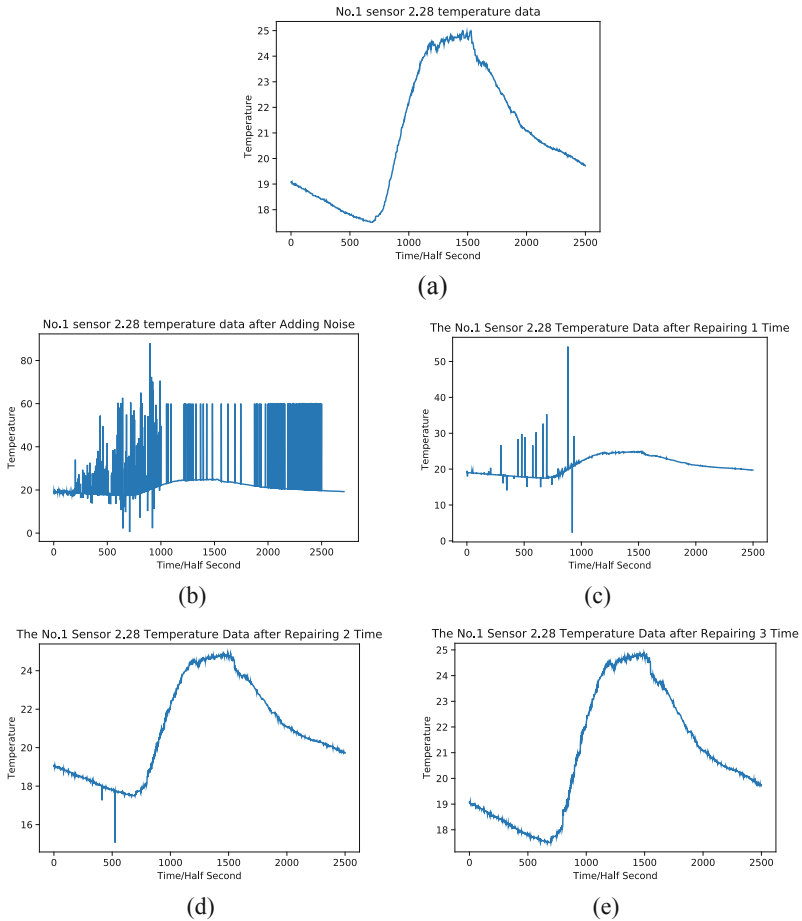 No.1 sensor 2.28 temperature data
25
24
23
22
21
20
19
18
Temperature
0 500 1000 1500 2000 2500
Time/Half Second
(a)
No.1 sensor 2.28 temperature data after Adding Noise
80
60
40
20
0
Temperature
0 500 1000 1500 2000 2500
Time/Half Second
(b)
The No.1 Sensor 2.28 Temperature Data after Repairing 1 Time
50
40
30
20
10
0
Temperature
0 500 1000 1500 2000 2500
Time/Half Second
(c)
The No.1 Sensor 2.28 Temperature Data after Repairing 2 Time
24
22
20
18
16
Temperature
0 500 1000 1500 2000 2500
Time/Half Second
(d)
The No.1 Sensor 2.28 Temperature Data after Repairing 3 Time
25
24
23
22
21
20
19
18
Temperature
0 500 1000 1500 2000 2500
Time/Half Second
(e)